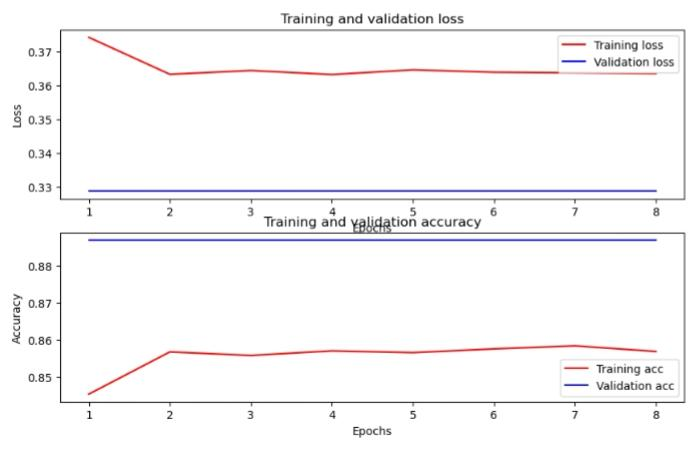 Training and validation loss
Training loss
Validation loss
0.37
0.36
0.35
0.34
0.33
Loss
1 2 3 4 5 6 7 8
Epochs
Training and validation accuracy
0.88
0.87
0.86
0.85
Accuracy
Training acc
Validation acc
1 2 3 4 5 6 7 8
Epochs